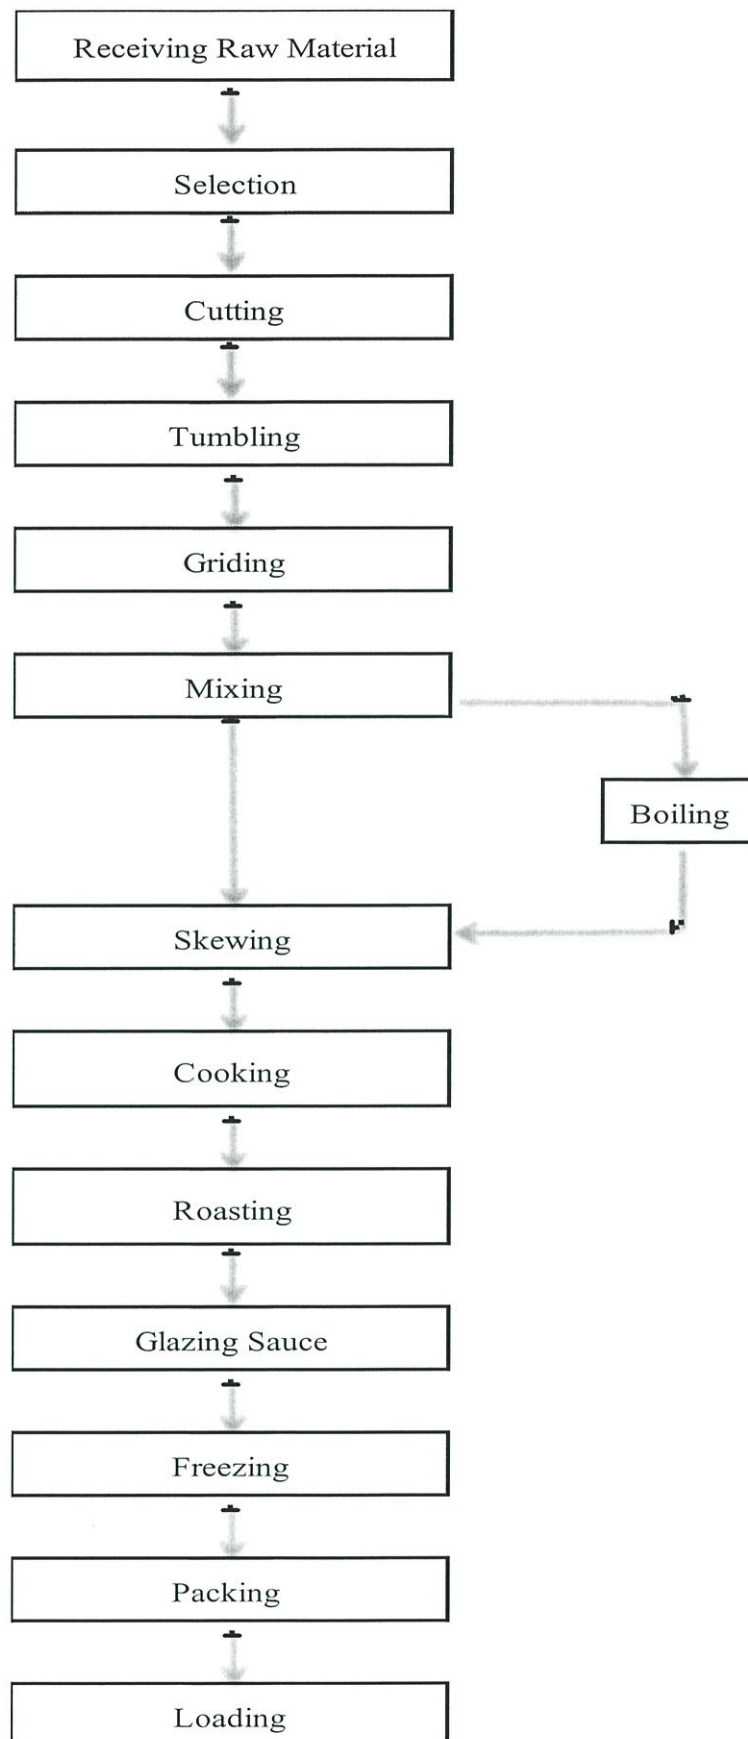 Receiving Raw Material
Selection
Cutting
Tumbling
Griding
Mixing
Boiling
Skewing
Cooking
Roasting
Glazing Sauce
Freezing
Packing
Loading